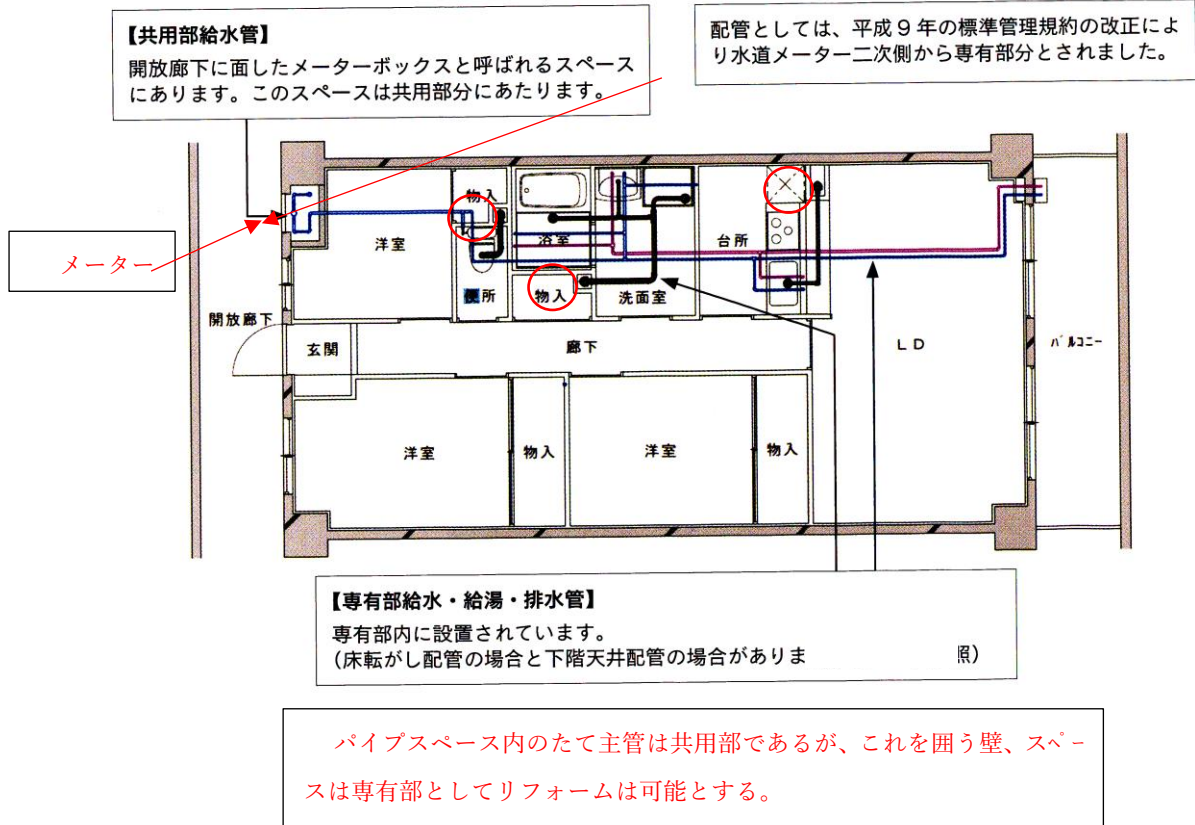 【共用部給水管】
開放廊下に面したメーターボックスと呼ばれるスペース
にあります。このスペースは共用部分にあたります。
配管としては、平成9年の標準管理規約の改正によ
り水道メーター二次側から専有部分とされました。
メーター
開放廊下
洋室
物入
便所
浴室
物入
洗面室
台所
LD
バルコニー
玄関
廊下
洋室
物入
洋室
物入
【専有部給水・給湯・排水管】
専有部内に設置されています。
(床転がし配管の場合と下階天井配管の場合がありま 照)
パイプスペース内のたて主管は共用部であるが、これを囲う壁、スペー
スは専有部としてリフォームは可能とする。